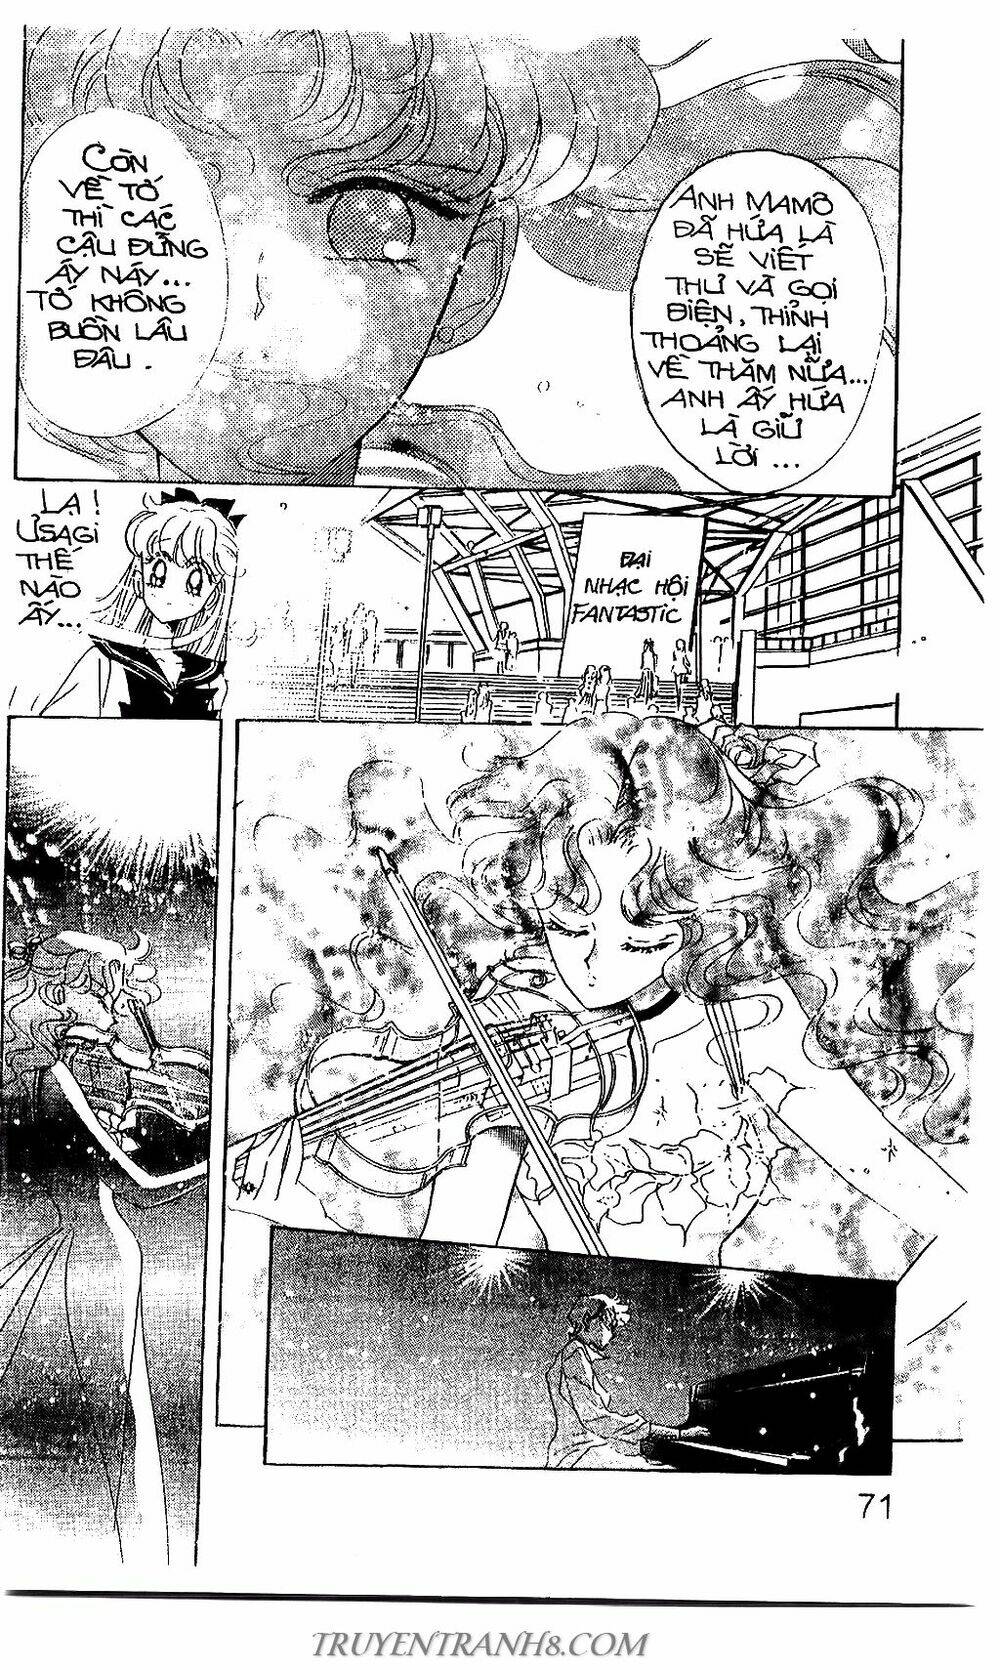 ANH MAMO
ĐÃ HỨA LÀ
SẼ VIẾT
THƯ VÀ GỌI
ĐIỆN, THỈNH
THOẢNG LẠI
VỀ THĂM NỮA...
ANH ẤY HỨA
LÀ GIỮ
LỜI ...
CÒN
VỀ TỚ
THÌ CÁC
CẬU ĐỪNG
ÁY NÁY...
TỚ KHÔNG
BUỒN LÂU
ĐÂU.
LẠ!
USAGI
THẾ
NÀO
ẤY...
ĐẠI
NHẠC HỘI
FANTASTIC
71
TRUYENTRANH8.COM